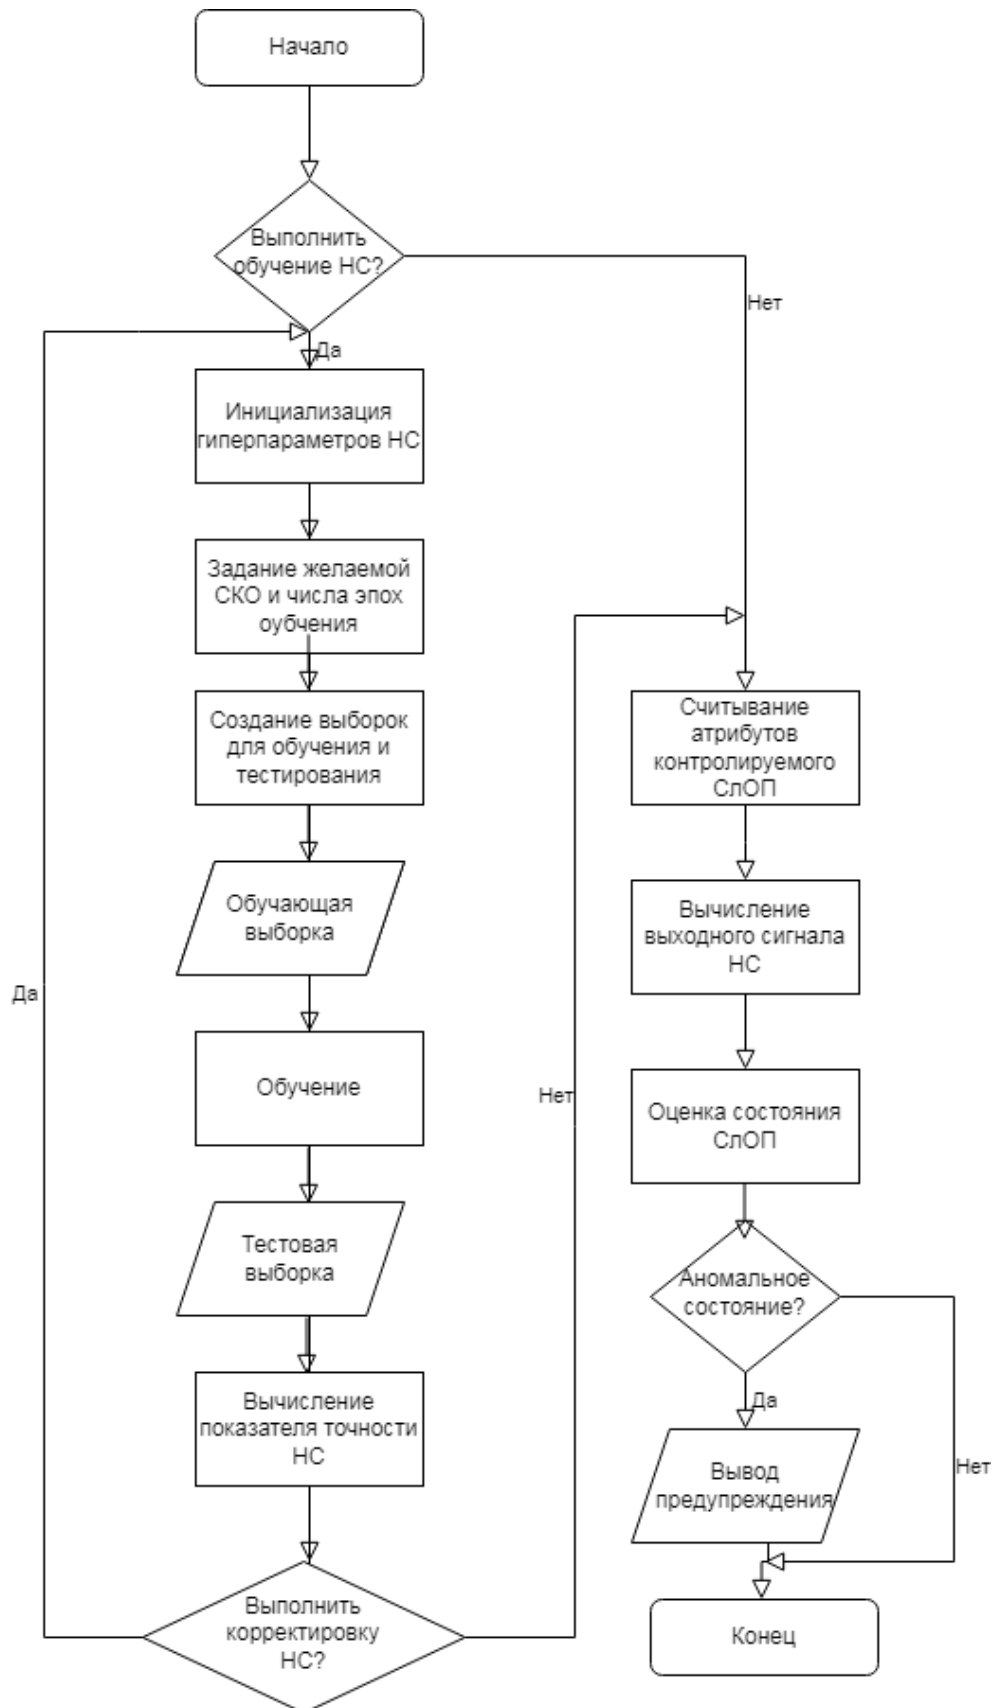 Начало
Выполнить
обучение НС?
Нет
Да
Инициализация
гиперпараметров НС
Задание желаемой
СКО и числа эпох
оубчения
Создание выборок
для обучения и
тестирования
Обучающая
выборка
Да
Обучение
Тестовая
выборка
Вычисление
показателя точности
НС
Выполнить
корректировку
НС?
Нет
Считывание
атрибутов
контролируемого
СлОП
Вычисление
выходного сигнала
НС
Оценка состояния
СлОП
Аномальное
состояние?
Да
Нет
Вывод
предупреждения
Конец